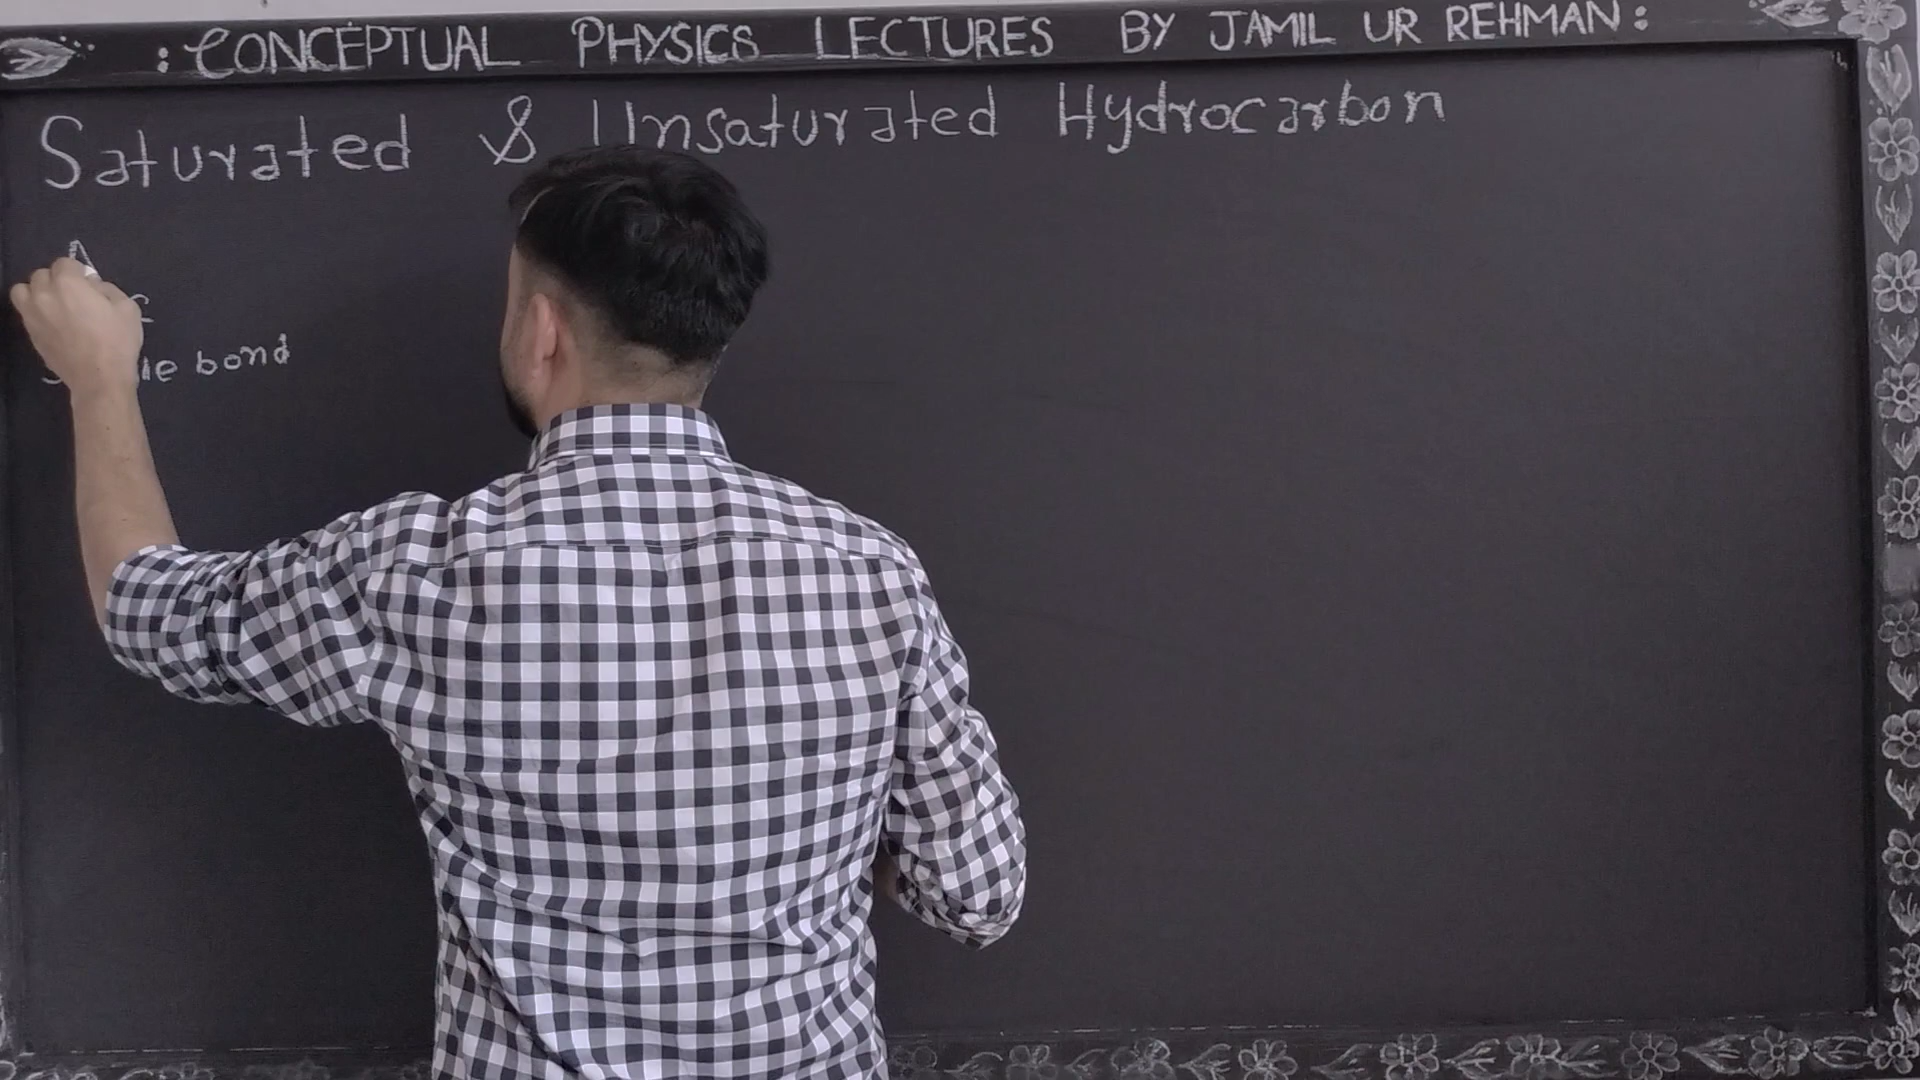 : CONCEPTUAL PHYSICS LECTURES BY JAMIL UR REHMAN :
Saturated & Unsaturated Hydrocarbon
A
bond